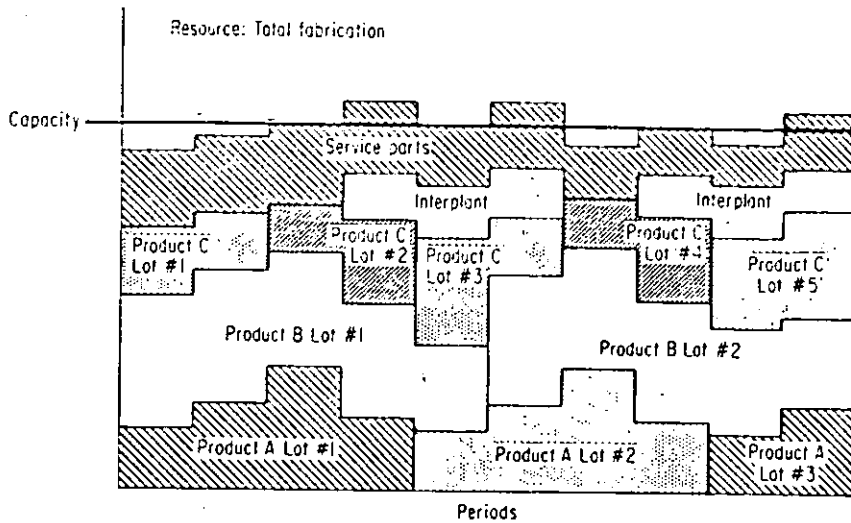 Resource: Total fabrication
Capacity
Service parts
Interplant
Interplant
Product C
Lot #1
Product C
Lot #2
Product C
Lot #3
Product C
Lot #4
Product C
Lot #5
Product B Lot #1
Product B Lot #2
Product A Lot #1
Product A Lot #2
Product A
Lot #3
Periods